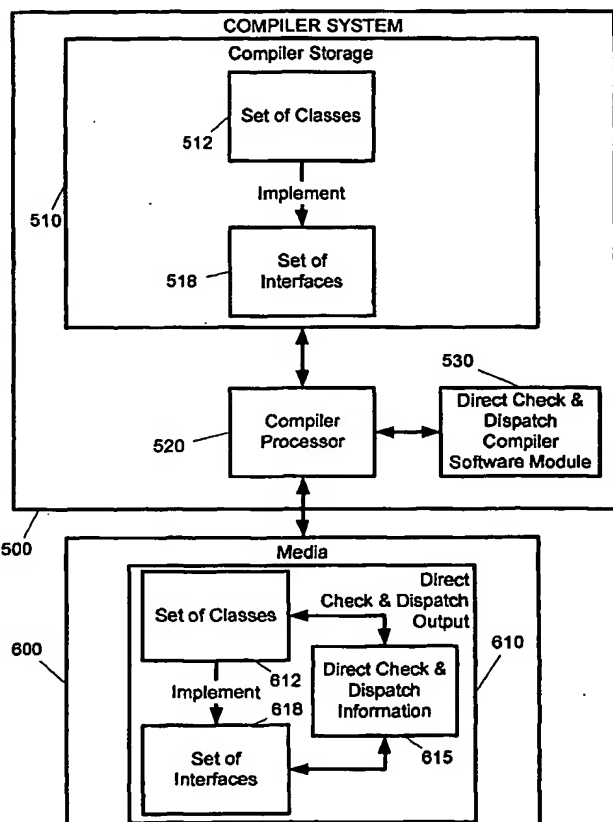 COMPILER SYSTEM
Compiler Storage
Set of Classes
512
Implement
510
Set of
Interfaces
518
530
Compiler
Processor
520
Direct Check &
Dispatch
Compiler
Software Module
500
Media
Direct
Check & Dispatch
Output
Set of Classes
600
610
612
Implement
618
Direct Check &
Dispatch
Information
Set of
Interfaces
615